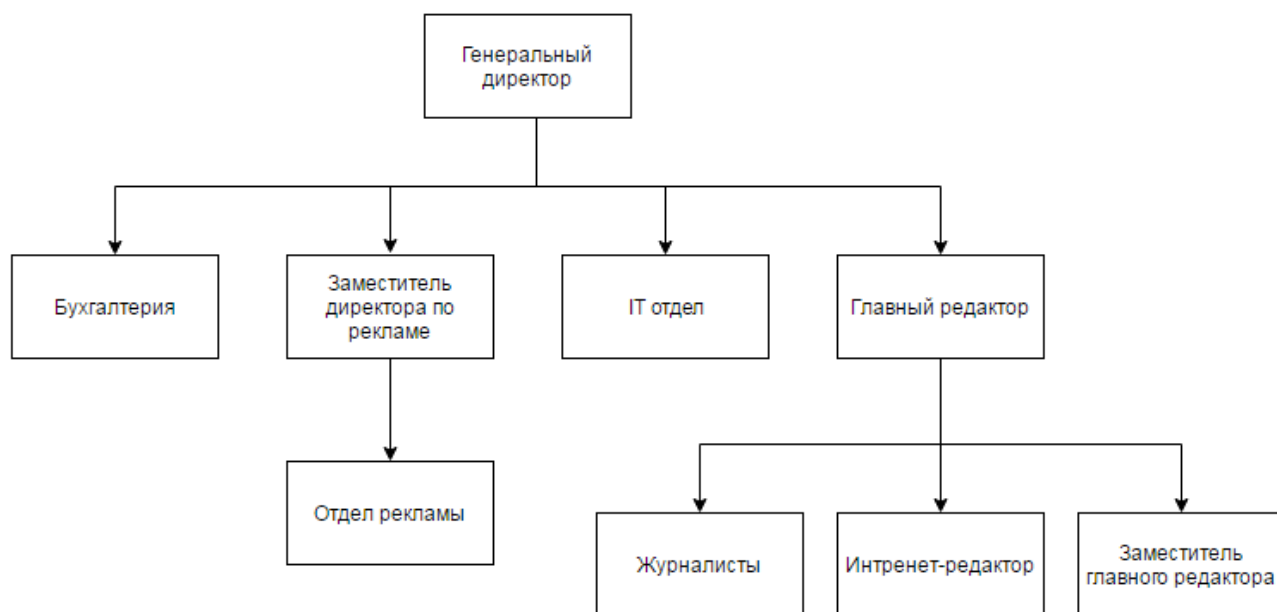 Генеральный
директор
Бухгалтерия
Заместитель
директора по
рекламе
IT отдел
Главный редактор
Отдел рекламы
Журналисты
Интренет-редактор
Заместитель
главного редактора